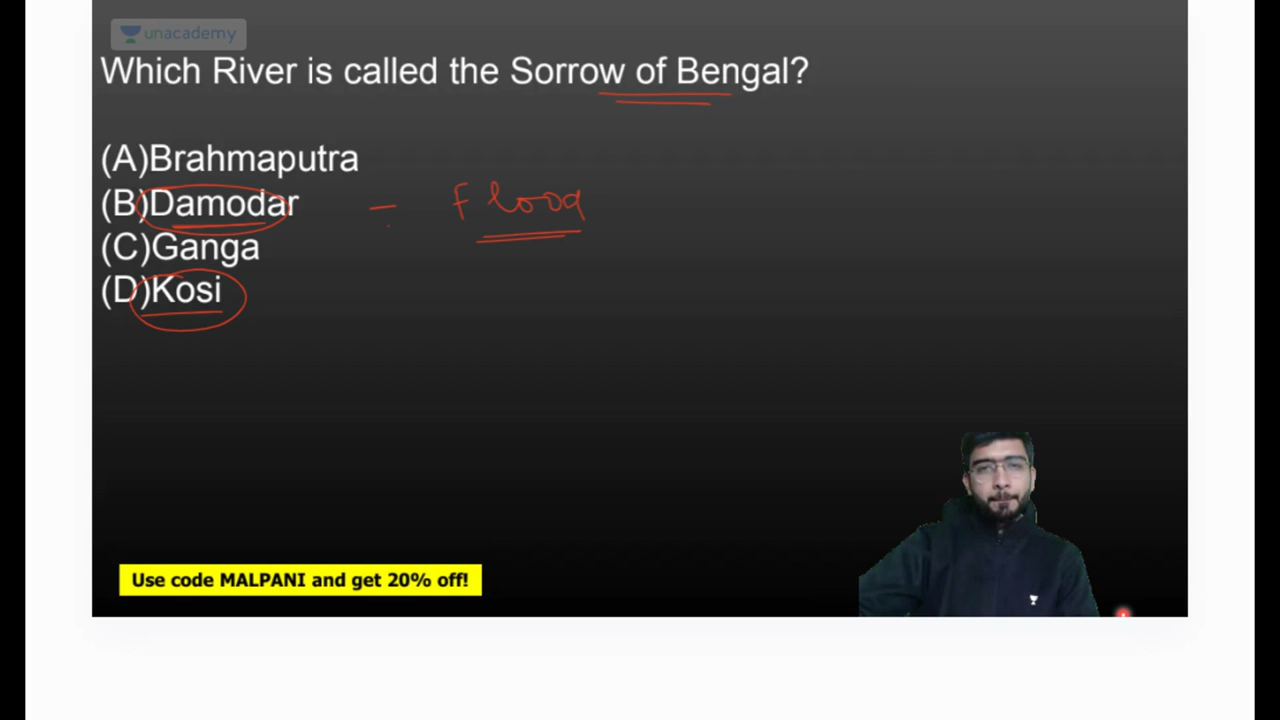 unacademy
Which River is called the Sorrow of Bengal?
(A)Brahmaputra
(B)Damodar - Flood
(C)Ganga
(D)Kosi
Use code MALPANI and get 20% off!